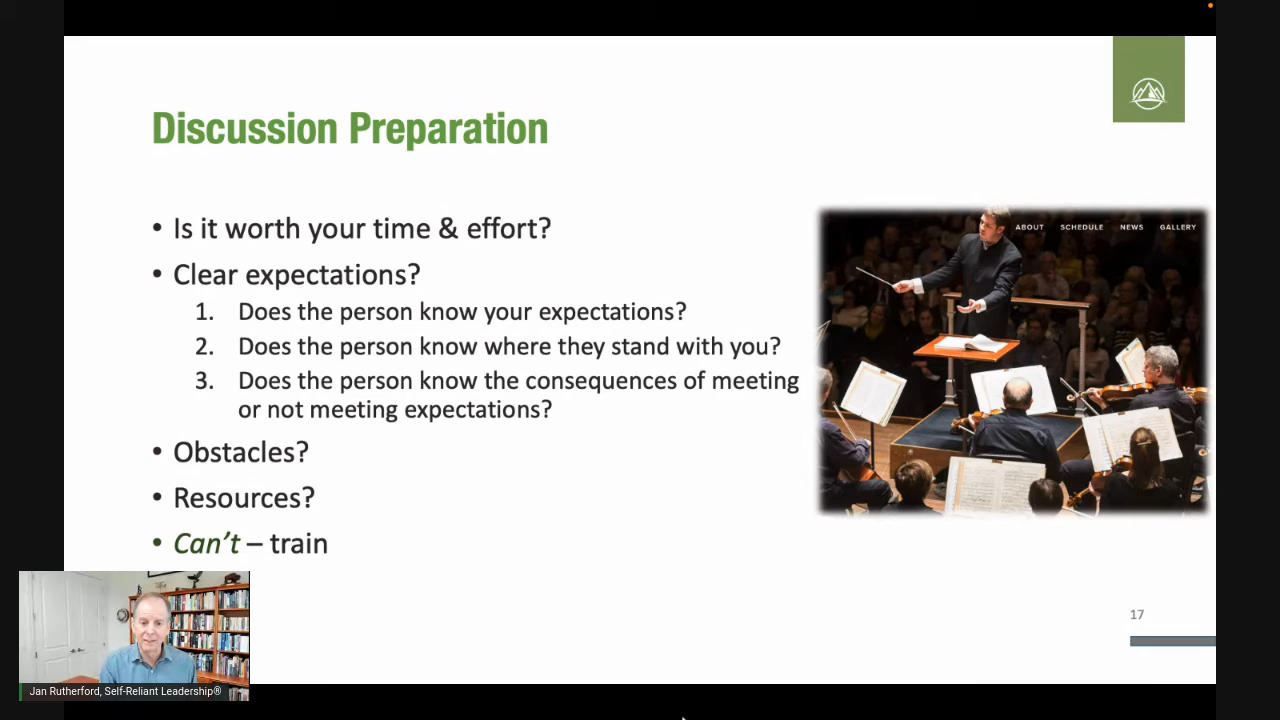 Discussion Preparation
• Is it worth your time & effort?
• Clear expectations?
1. Does the person know your expectations?
2. Does the person know where they stand with you?
3. Does the person know the consequences of meeting
or not meeting expectations?
• Obstacles?
• Resources?
• Can't – train
ABOUT SCHEDULE NEWS GALLERY
17
Jan Rutherford, Self-Reliant Leadership®